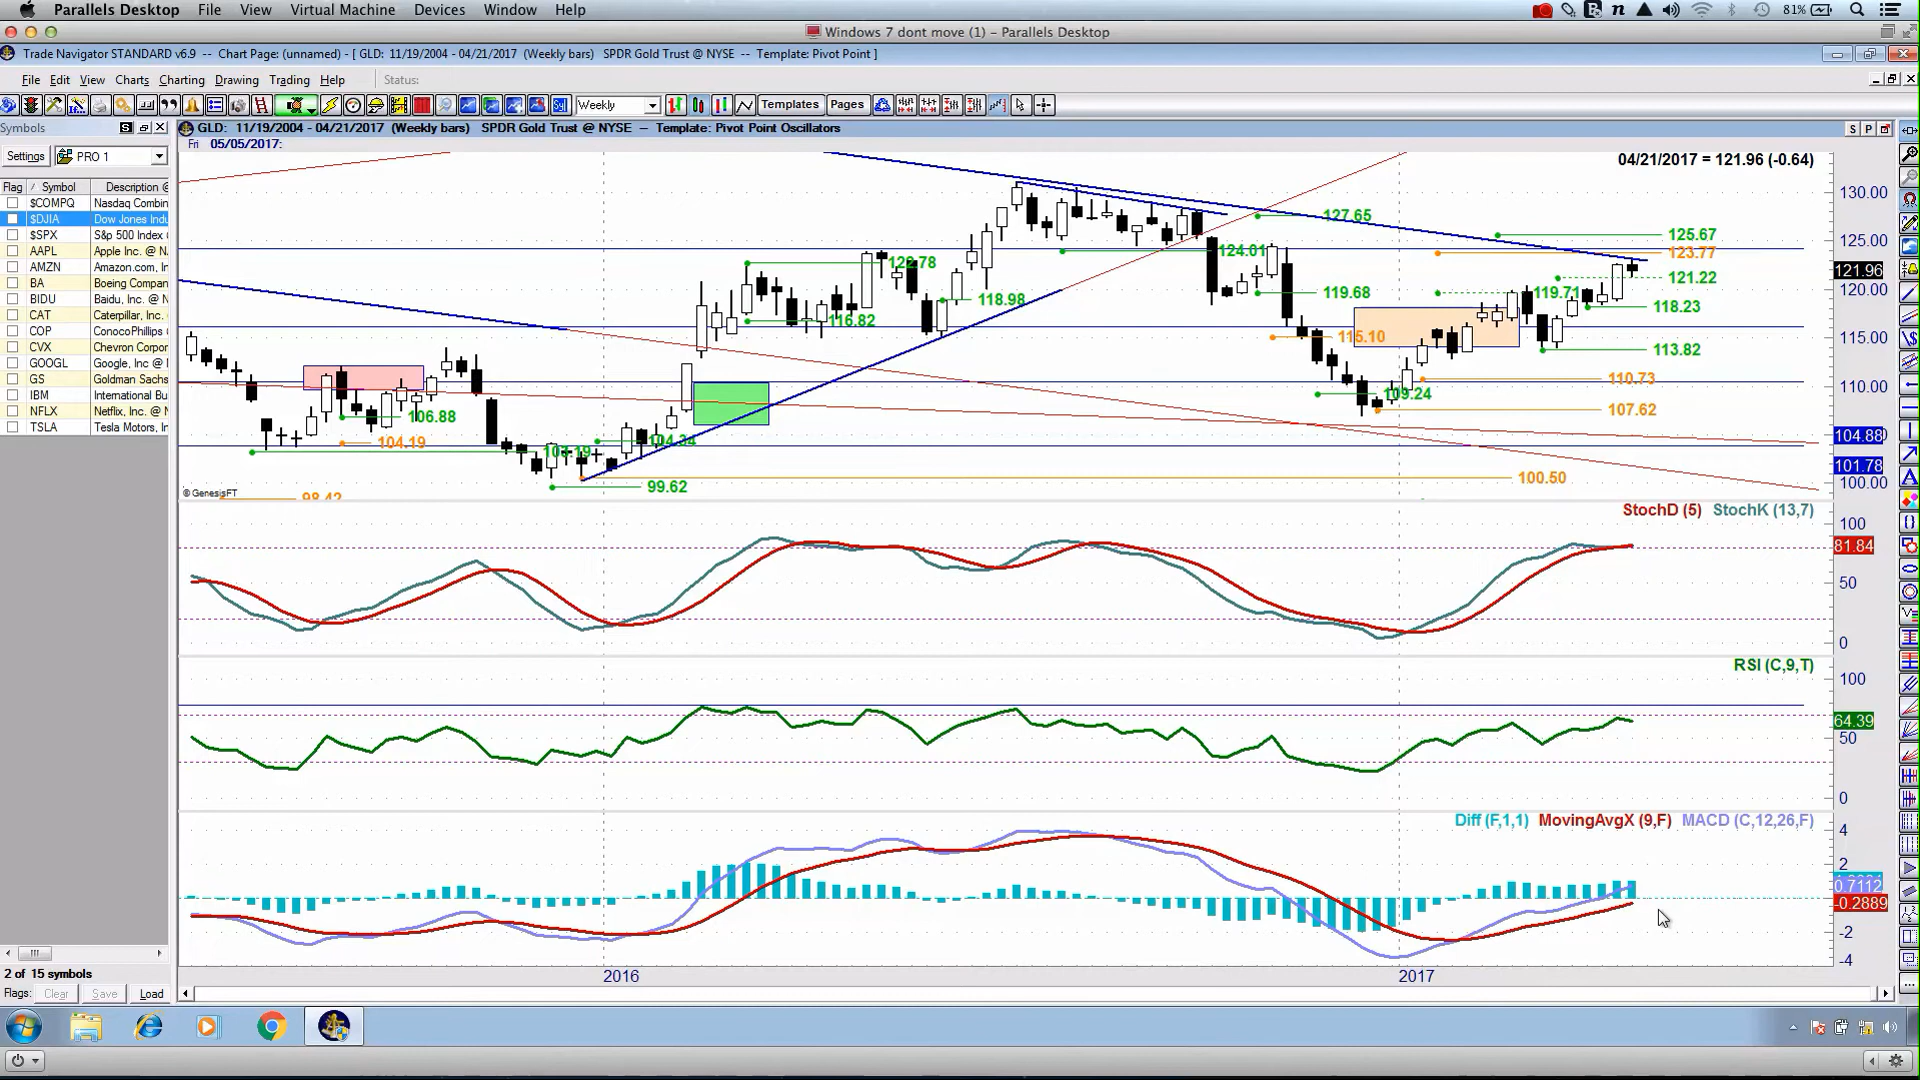 Parallels Desktop File View Virtual Machine Devices Window Help 81%
Windows 7 dont move (1) - Parallels Desktop
Trade Navigator STANDARD v6.9 -- Chart Page: (unnamed) - [ GLD: 11/19/2004 - 04/21/2017 (Weekly bars) SPDR Gold Trust @ NYSE -- Template: Pivot Point ]
File Edit View Charts Charting Drawing Trading Help Status:
Weekly Templates Pages
Symbols S
GLD: 11/19/2004 - 04/21/2017 (Weekly bars) SPDR Gold Trust @ NYSE -- Template: Pivot Point Oscillators S P
Fri 05/05/2017:
Settings PRO 1
Flag Symbol Description @
$COMPQ Nasdaq Combin
$DJIA Dow Jones Indu
$SPX S&p 500 Index
AAPL Apple Inc. @ N
AMZN Amazon.com, In
BA Boeing Compan
BIDU Baidu, Inc. @ N
CAT Caterpillar, Inc
COP ConocoPhillips
CVX Chevron Corpor
FCX Freeport-McMo
GOOGL Google, Inc @
GS Goldman Sachs
IBM International Bu
NFLX Netflix, Inc. @
TSLA Tesla Motors, In
04/21/2017 = 121.96 (-0.64)
130.00
127.65
125.67
125.00
124.01
123.77
122.78
121.96
121.22
120.00
119.71
119.68
118.98
118.23
116.82
115.00
115.10
113.82
110.73
110.00
109.24
107.62
106.88
104.88
104.34
104.19
103.19
101.78
100.50
100.00
99.62
98.42
© GenesisFT
StochD (5) StochK (13,7)
100
81.84
50
0
RSI (C,9,T)
100
64.39
50
0
Diff (F,1,1) MovingAvgX (9,F) MACD (C,12,26,F)
4
2
0.7112
-0.2889
-2
-4
2016 2017
2 of 15 symbols
Flags: Clear Save Load